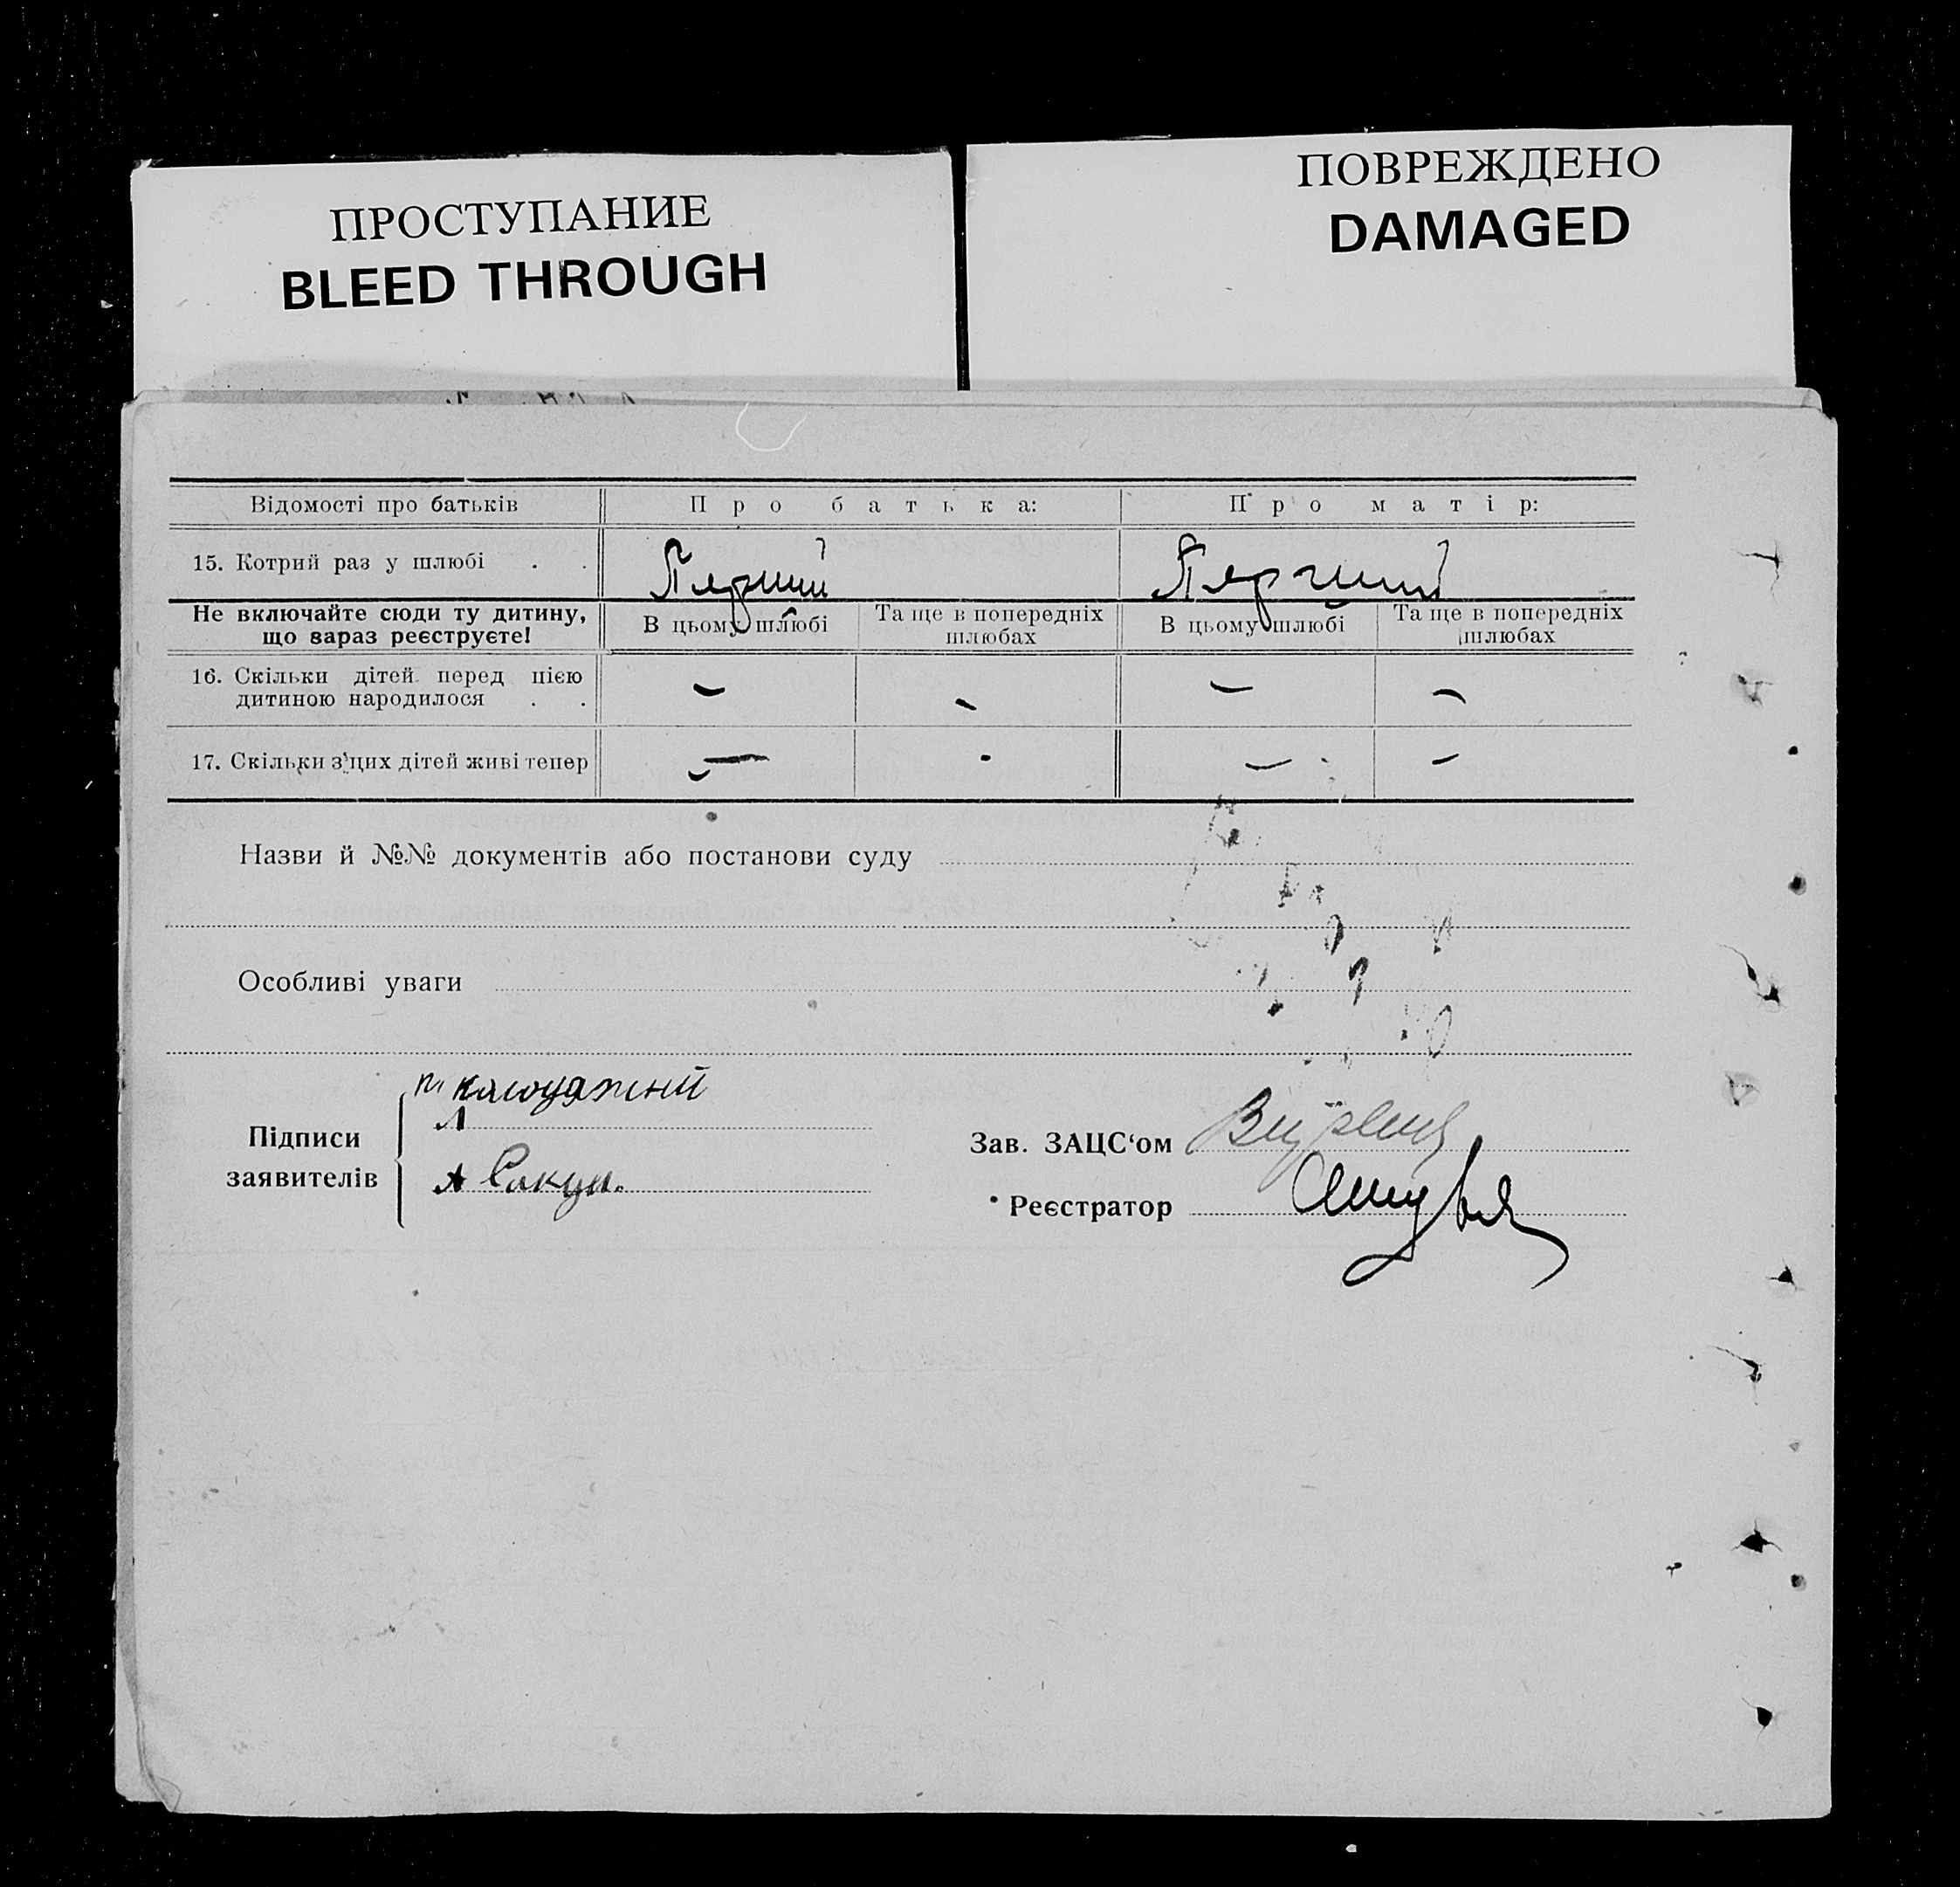 ПРОСТУПАНИЕ
BLEED THROUGH
ПОВРЕЖДЕНО
DAMAGED
Відомості про батьків Про батька: Про матір:
15. Котрий раз у шлюбі . . Перший Перший
Не включайте сюди ту дитину, що вараз реєструєте! В цьому шлюбі Та ще в попередніх шлюбах В цьому шлюбі Та ще в попередніх шлюбах
16. Скільки дітей перед цією дитиною народилося . . — — — —
17. Скільки з цих дітей живі тепер — - — —
Назви й №№ документів або постанови суду
Особливі уваги
Підписи заявителів
Зав. ЗАЦС‘ом
Реєстратор